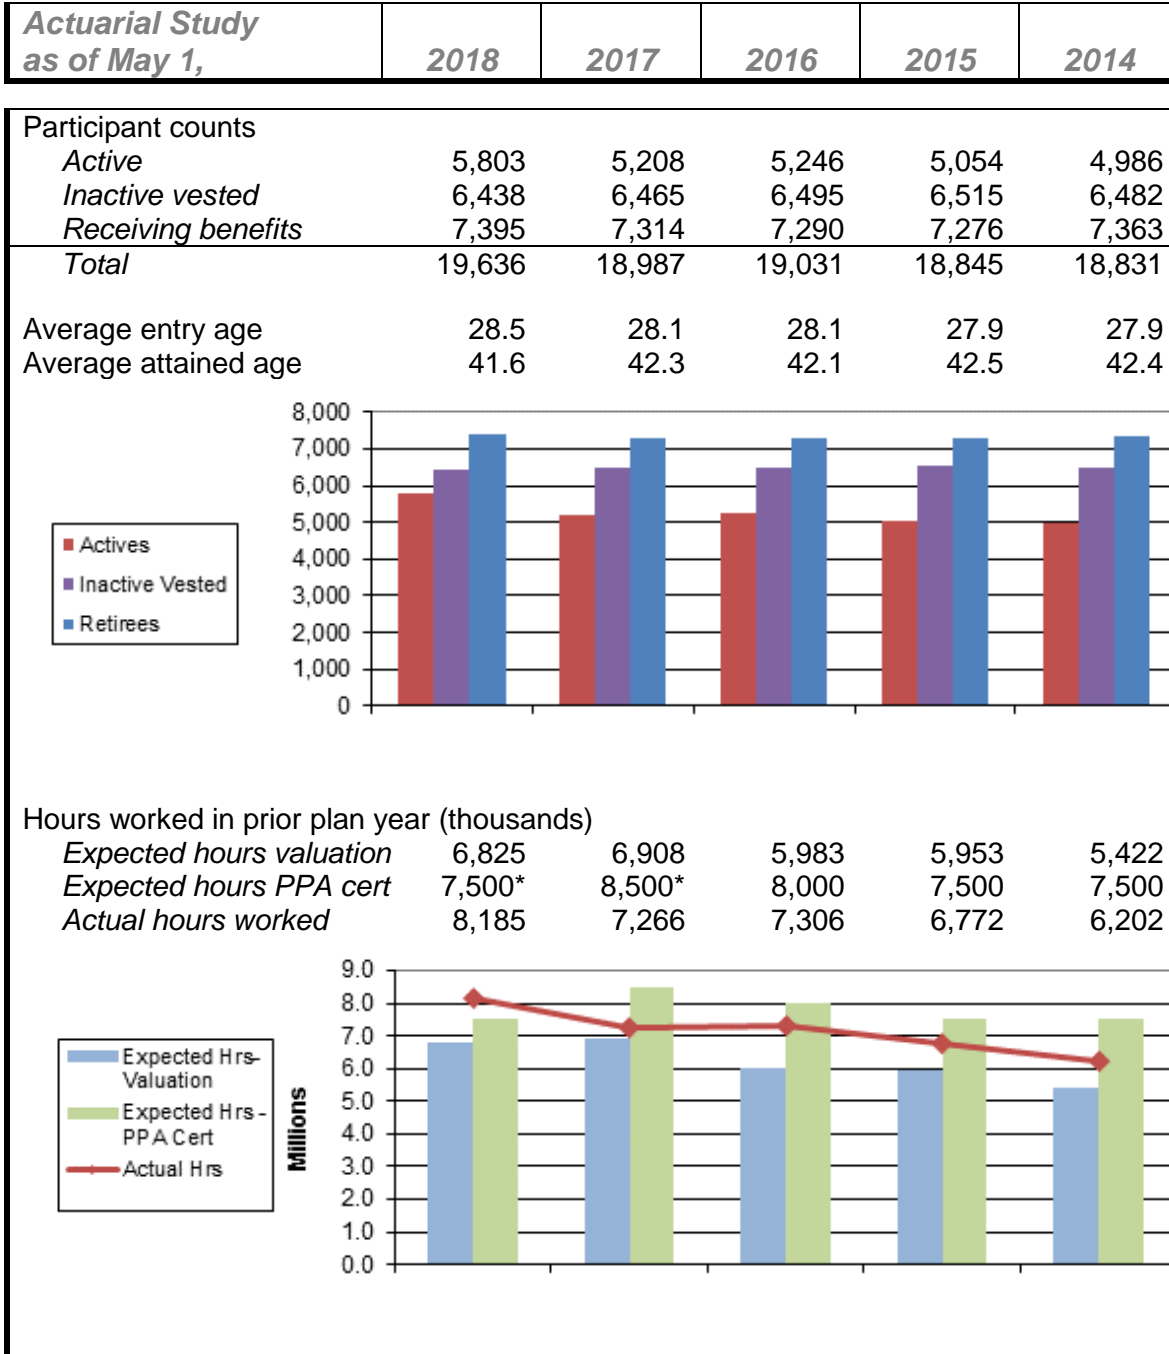 Actuarial Study
as of May 1, 2018 2017 2016 2015 2014
Participant counts
Active 5,803 5,208 5,246 5,054 4,986
Inactive vested 6,438 6,465 6,495 6,515 6,482
Receiving benefits 7,395 7,314 7,290 7,276 7,363
Total 19,636 18,987 19,031 18,845 18,831
Average entry age 28.5 28.1 28.1 27.9 27.9
Average attained age 41.6 42.3 42.1 42.5 42.4
8,000
7,000
6,000
5,000
4,000
3,000
2,000
1,000
0
Actives
Inactive Vested
Retirees
Hours worked in prior plan year (thousands)
Expected hours valuation 6,825 6,908 5,983 5,953 5,422
Expected hours PPA cert 7,500* 8,500* 8,000 7,500 7,500
Actual hours worked 8,185 7,266 7,306 6,772 6,202
9.0
8.0
7.0
6.0
5.0
4.0
3.0
2.0
1.0
0.0
Millions
Expected Hrs-
Valuation
Expected Hrs -
PPA Cert
Actual Hrs